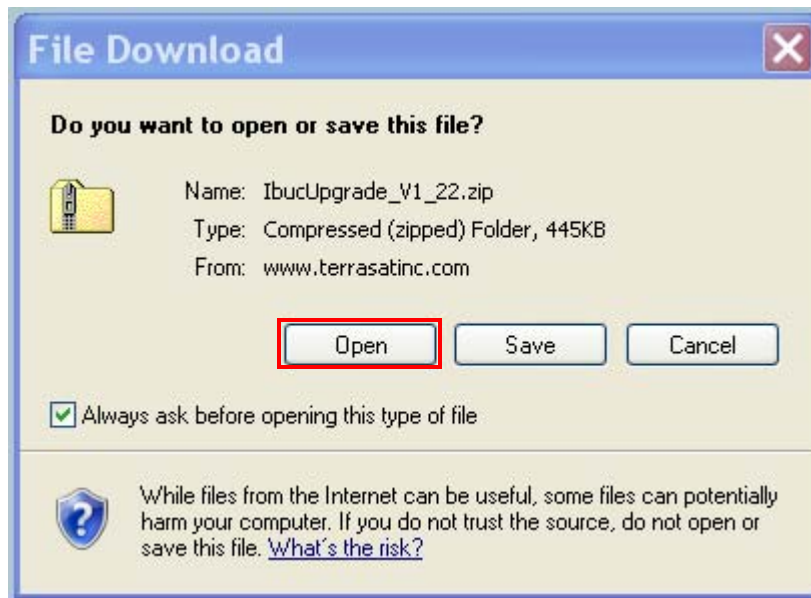 File Download
Do you want to open or save this file?
Name: IbucUpgrade_V1_22.zip
Type: Compressed (zipped) Folder, 445KB
From: www.terrasatinc.com
Open Save Cancel
Always ask before opening this type of file
While files from the Internet can be useful, some files can potentially
harm your computer. If you do not trust the source, do not open or
save this file. What's the risk?